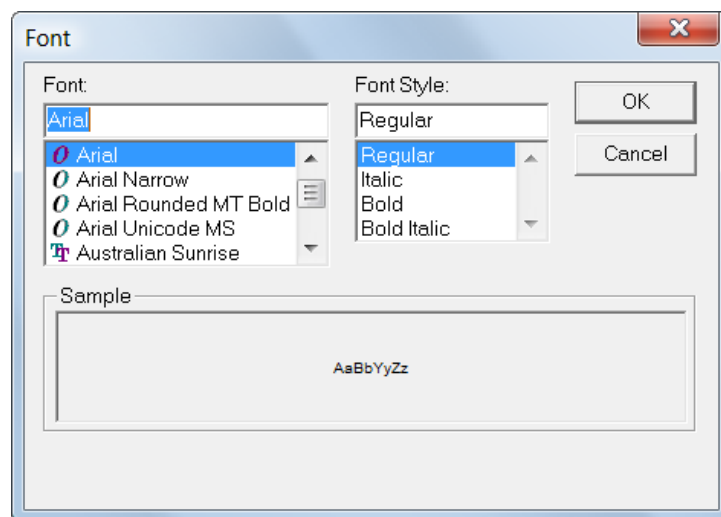 Font
Font:
Font Style:
Arial
Regular
OK
Cancel
Arial
Arial Narrow
Arial Rounded MT Bold
Arial Unicode MS
Australian Sunrise
Regular
Italic
Bold
Bold Italic
Sample
AaBbYyZz